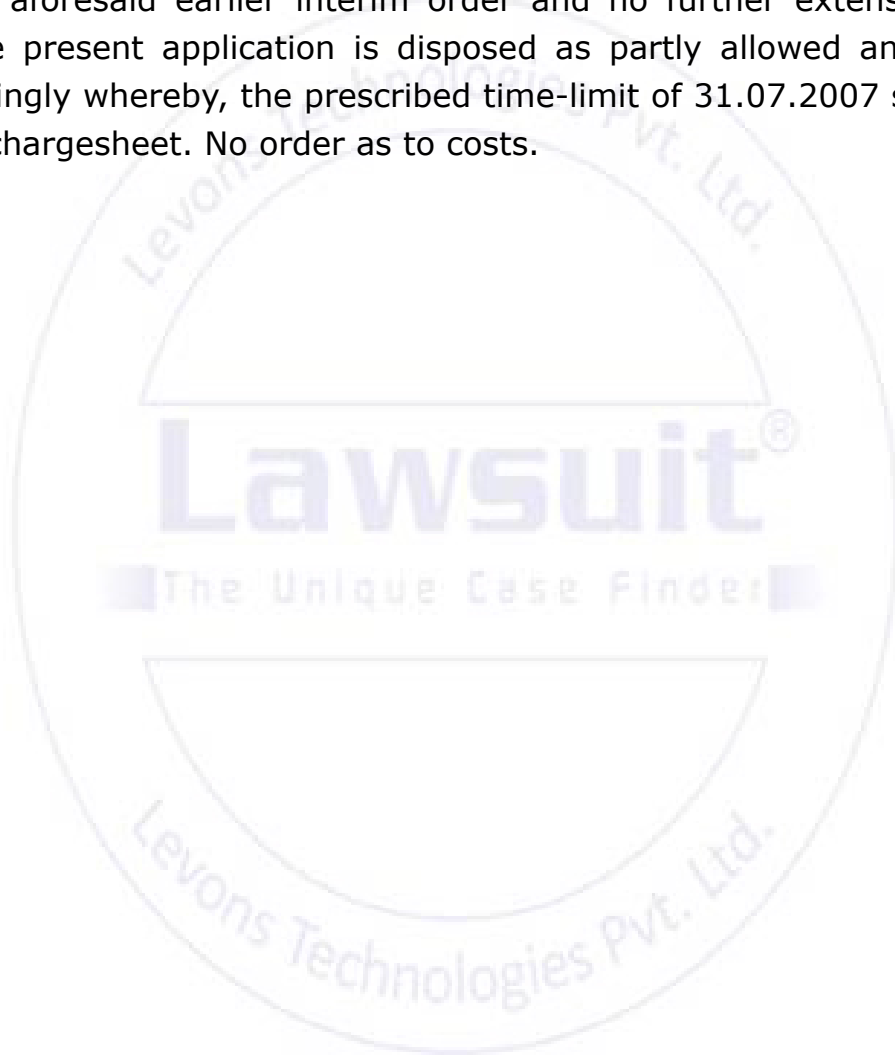 aforesaid earlier interim order and no further extens
e present application is disposed as partly allowed an
ingly whereby, the prescribed time-limit of 31.07.2007 s
chargesheet. No order as to costs.
Levons Technologies Pvt. Ltd.
Lawsuit®
The Unique Case Finder
Levons Technologies Pvt. Ltd.